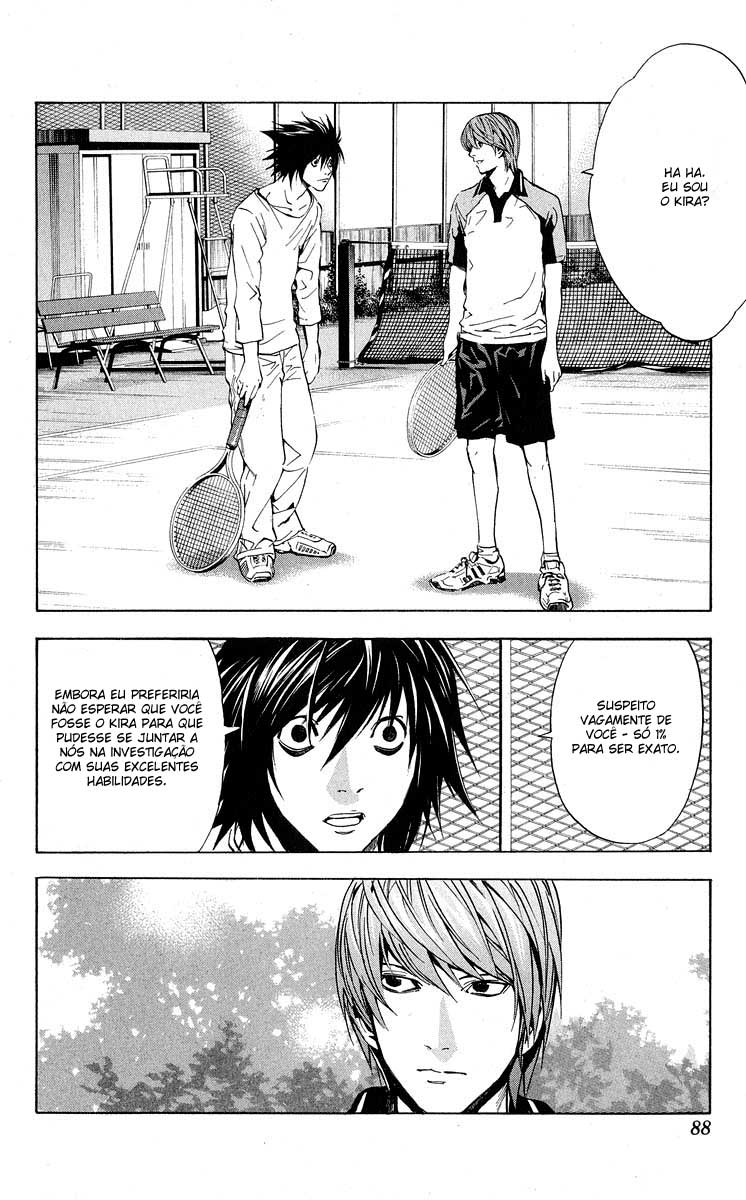 HA HA.
EU SOU
O KIRA?
SUSPEITO
VAGAMENTE DE
VOCÊ - SÓ 1%
PARA SER EXATO.
EMBORA EU PREFERIRIA
NÃO ESPERAR QUE VOCÊ
FOSSE O KIRA PARA QUE
PUDESSE SE JUNTAR A
NÓS NA INVESTIGAÇÃO
COM SUAS EXCELENTES
HABILIDADES.
88